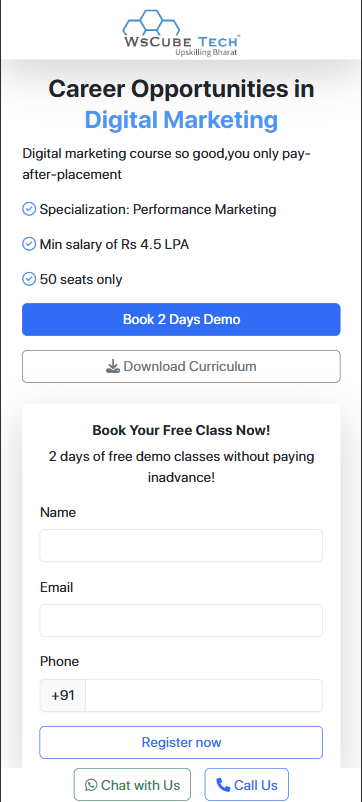 WsCube Tech
Upskilling Bharat
Career Opportunities in
Digital Marketing
Digital marketing course so good,you only pay-
after-placement
Specialization: Performance Marketing
Min salary of Rs 4.5 LPA
50 seats only
Book 2 Days Demo
Download Curriculum
Book Your Free Class Now!
2 days of free demo classes without paying
inadvance!
Name
Email
Phone
+91
Register now
Chat with Us
Call Us